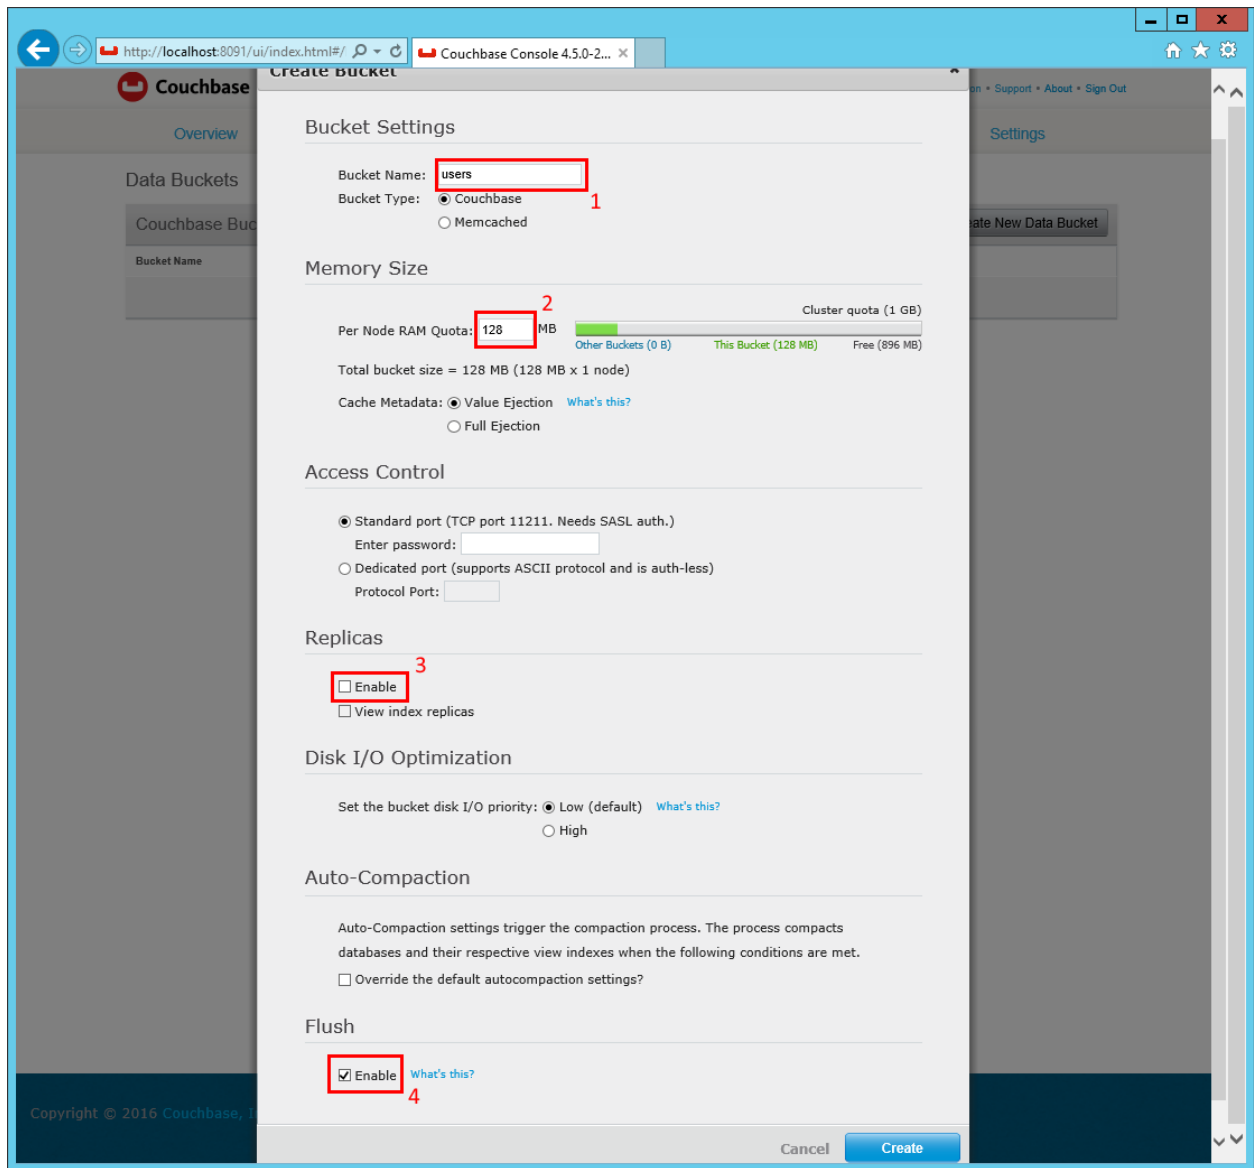 http://localhost:8091/ui/index.html#/
Couchbase Console 4.5.0-2...
Create Bucket
Couchbase
• Support • About • Sign Out
Overview
Settings
Bucket Settings
Data Buckets
Bucket Name: users
1
Bucket Type: Couchbase
Memcached
Couchbase Buc
ate New Data Bucket
Bucket Name
Memory Size
2
Cluster quota (1 GB)
Per Node RAM Quota: 128 MB
Other Buckets (0 B) This Bucket (128 MB) Free (896 MB)
Total bucket size = 128 MB (128 MB x 1 node)
Cache Metadata: Value Ejection What's this?
Full Ejection
Access Control
Standard port (TCP port 11211. Needs SASL auth.)
Enter password:
Dedicated port (supports ASCII protocol and is auth-less)
Protocol Port:
Replicas
3
Enable
View index replicas
Disk I/O Optimization
Set the bucket disk I/O priority: Low (default) What's this?
High
Auto-Compaction
Auto-Compaction settings trigger the compaction process. The process compacts
databases and their respective view indexes when the following conditions are met.
Override the default autocompaction settings?
Flush
Enable What's this?
4
Copyright © 2016 Couchbase, I
Cancel Create